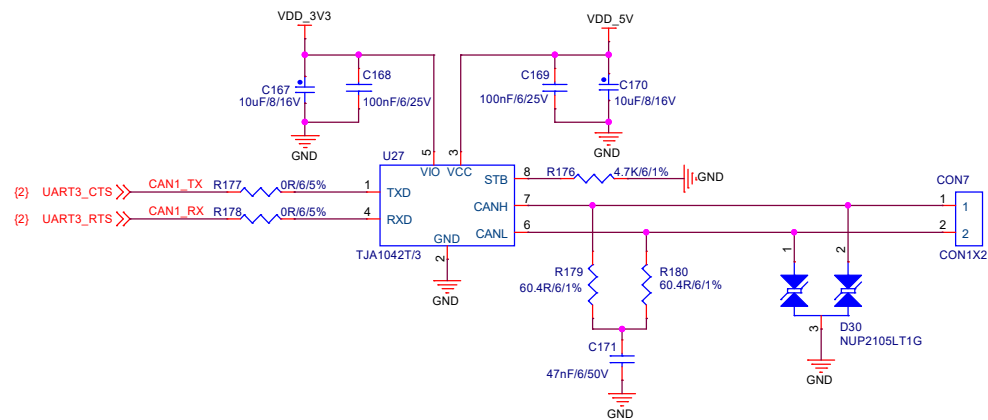 VDD_3V3
VDD_5V
C167
10uF/8/16V
C168
100nF/6/25V
C169
100nF/6/25V
C170
10uF/8/16V
GND
GND
U27
5
3
VIO
VCC
{2}
UART3_CTS
CAN1_TX
R177
0R/6/5%
1
TXD
{2}
UART3_RTS
CAN1_RX
R178
0R/6/5%
4
RXD
STB
8
R176
4.7K/6/1%
GND
CANH
7
CANL
6
GND
2
TJA1042T/3
GND
CON7
1
1
2
2
CON1X2
R179
60.4R/6/1%
R180
60.4R/6/1%
C171
47nF/6/50V
GND
1
2
3
D30
NUP2105LT1G
GND